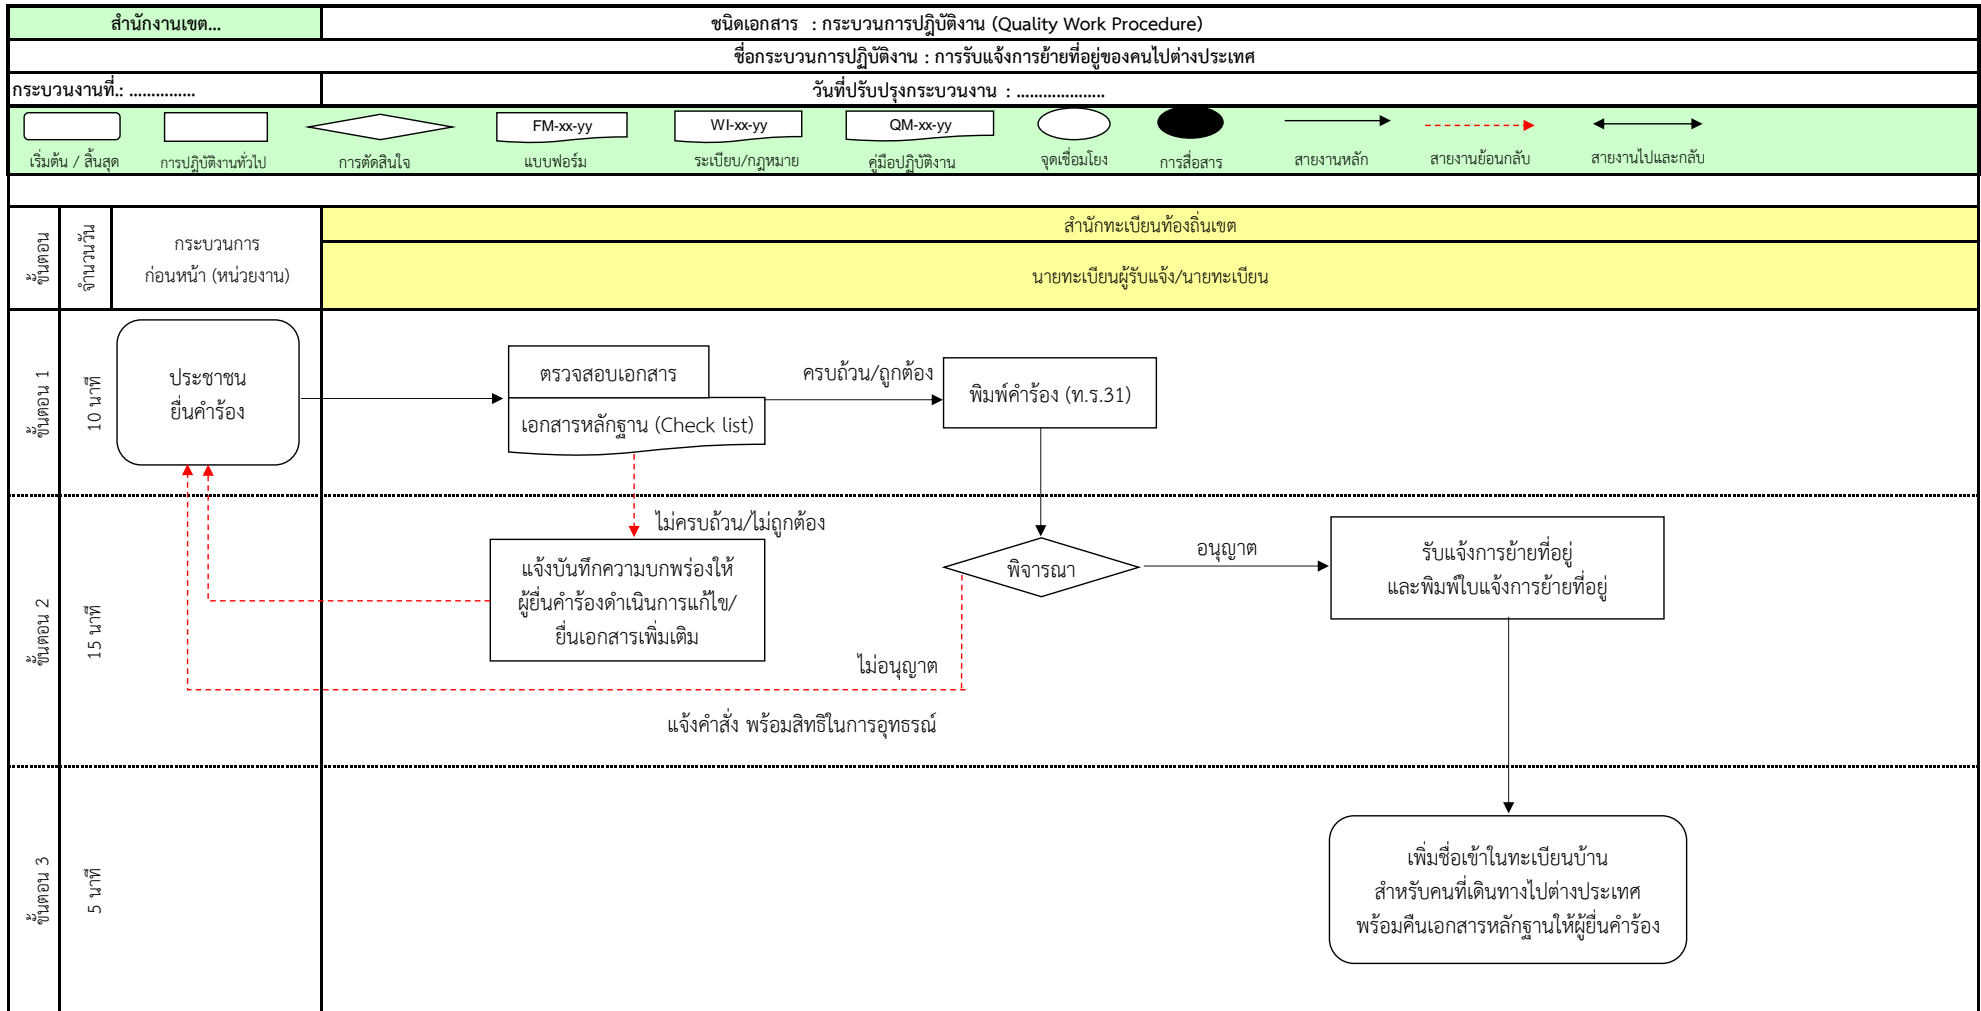 สำนักงานเขต...
ชนิดเอกสาร : กระบวนการปฎิบัติงาน (Quality Work Procedure)
ชื่อกระบวนการปฏิบัติงาน : การรับแจ้งการย้ายที่อยู่ของคนไปต่างประเทศ
กระบวนงานที่.: ...............
วันที่ปรับปรุงกระบวนงาน : ....................
FM-xx-yy
WI-xx-yy
QM-xx-yy
เริ่มต้น / สิ้นสุด
การปฎิบัติงานทั่วไป
การตัดสินใจ
แบบฟอร์ม
ระเบียบ/กฎหมาย
คู่มือปฏิบัติงาน
จุดเชื่อมโยง
การสื่อสาร
สายงานหลัก
สายงานย้อนกลับ
สายงานไปและกลับ
ขั้นตอน
จำนวนวัน
กระบวนการ
ก่อนหน้า (หน่วยงาน)
สำนักทะเบียนท้องถิ่นเขต
นายทะเบียนผู้รับแจ้ง/นายทะเบียน
ขั้นตอน 1
10 นาที
ประชาชน
ยื่นคำร้อง
ตรวจสอบเอกสาร
เอกสารหลักฐาน (Check list)
ครบถ้วน/ถูกต้อง
พิมพ์คำร้อง (ท.ร.31)
ขั้นตอน 2
15 นาที
ไม่ครบถ้วน/ไม่ถูกต้อง
แจ้งบันทึกความบกพร่องให้
ผู้ยื่นคำร้องดำเนินการแก้ไข/
ยื่นเอกสารเพิ่มเติม
พิจารณา
อนุญาต
รับแจ้งการย้ายที่อยู่
และพิมพ์ใบแจ้งการย้ายที่อยู่
ไม่อนุญาต
แจ้งคำสั่ง พร้อมสิทธิในการอุทธรณ์
ขั้นตอน 3
5 นาที
เพิ่มชื่อเข้าในทะเบียนบ้าน
สำหรับคนที่เดินทางไปต่างประเทศ
พร้อมคืนเอกสารหลักฐานให้ผู้ยื่นคำร้อง